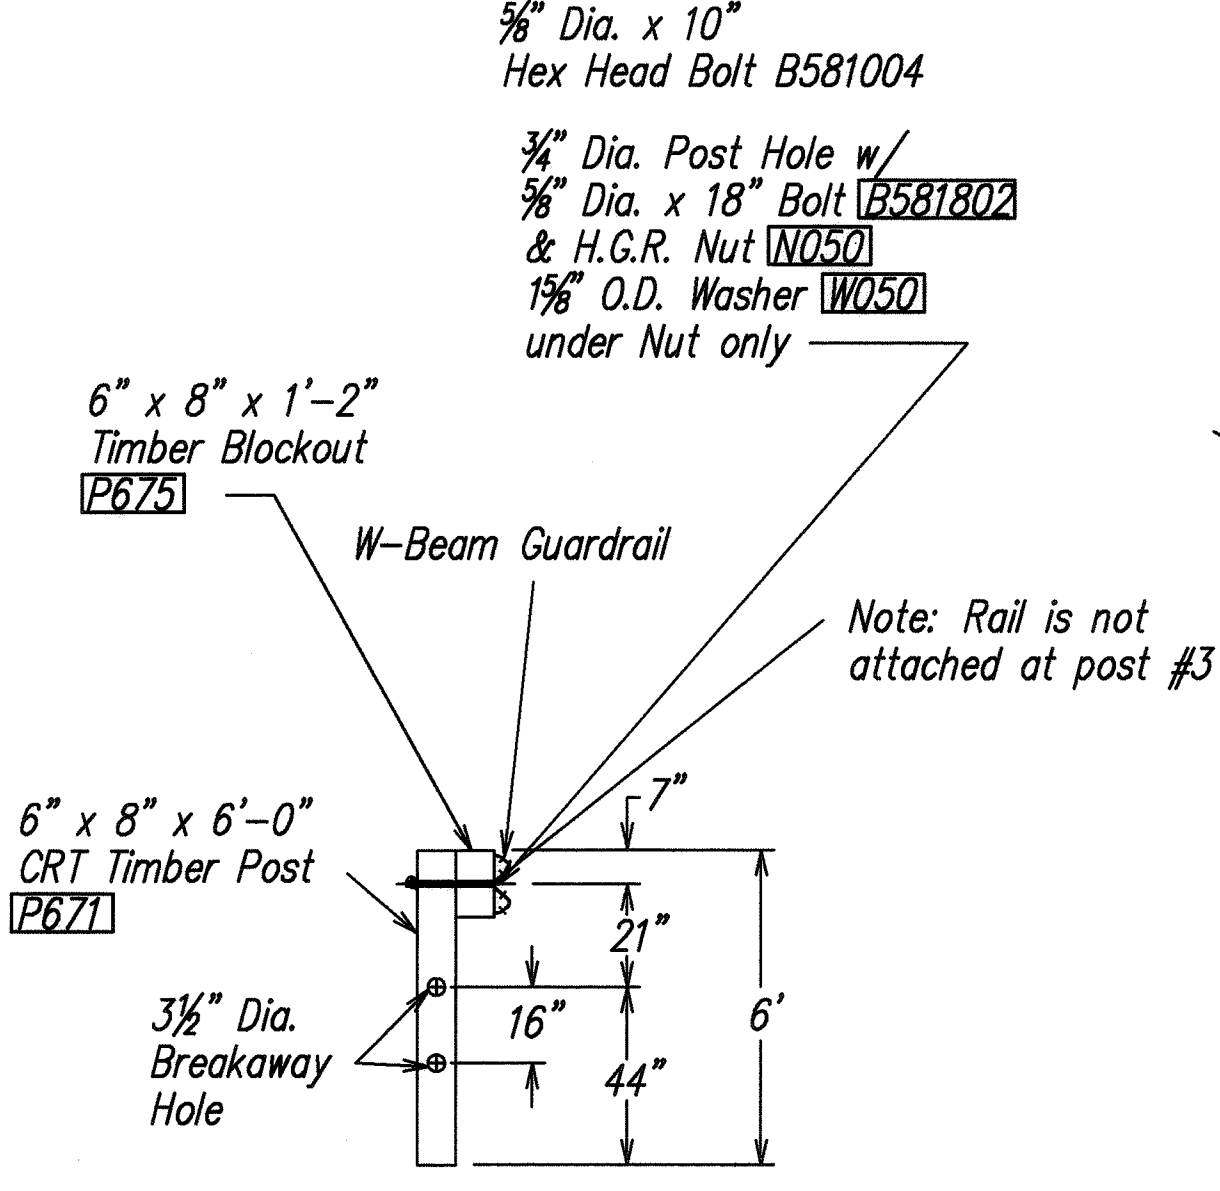 ⅝" Dia. x 10"
Hex Head Bolt B581004
¾" Dia. Post Hole w/
⅝" Dia. x 18" Bolt B581802
& H.G.R. Nut N050
1⅝" O.D. Washer W050
under Nut only
6" x 8" x 1'-2"
Timber Blockout
P675
W-Beam Guardrail
Note: Rail is not
attached at post #3
7"
6" x 8" x 6'-0"
CRT Timber Post
P671
21"
3½" Dia.
Breakaway
Hole
16"
6'
44"